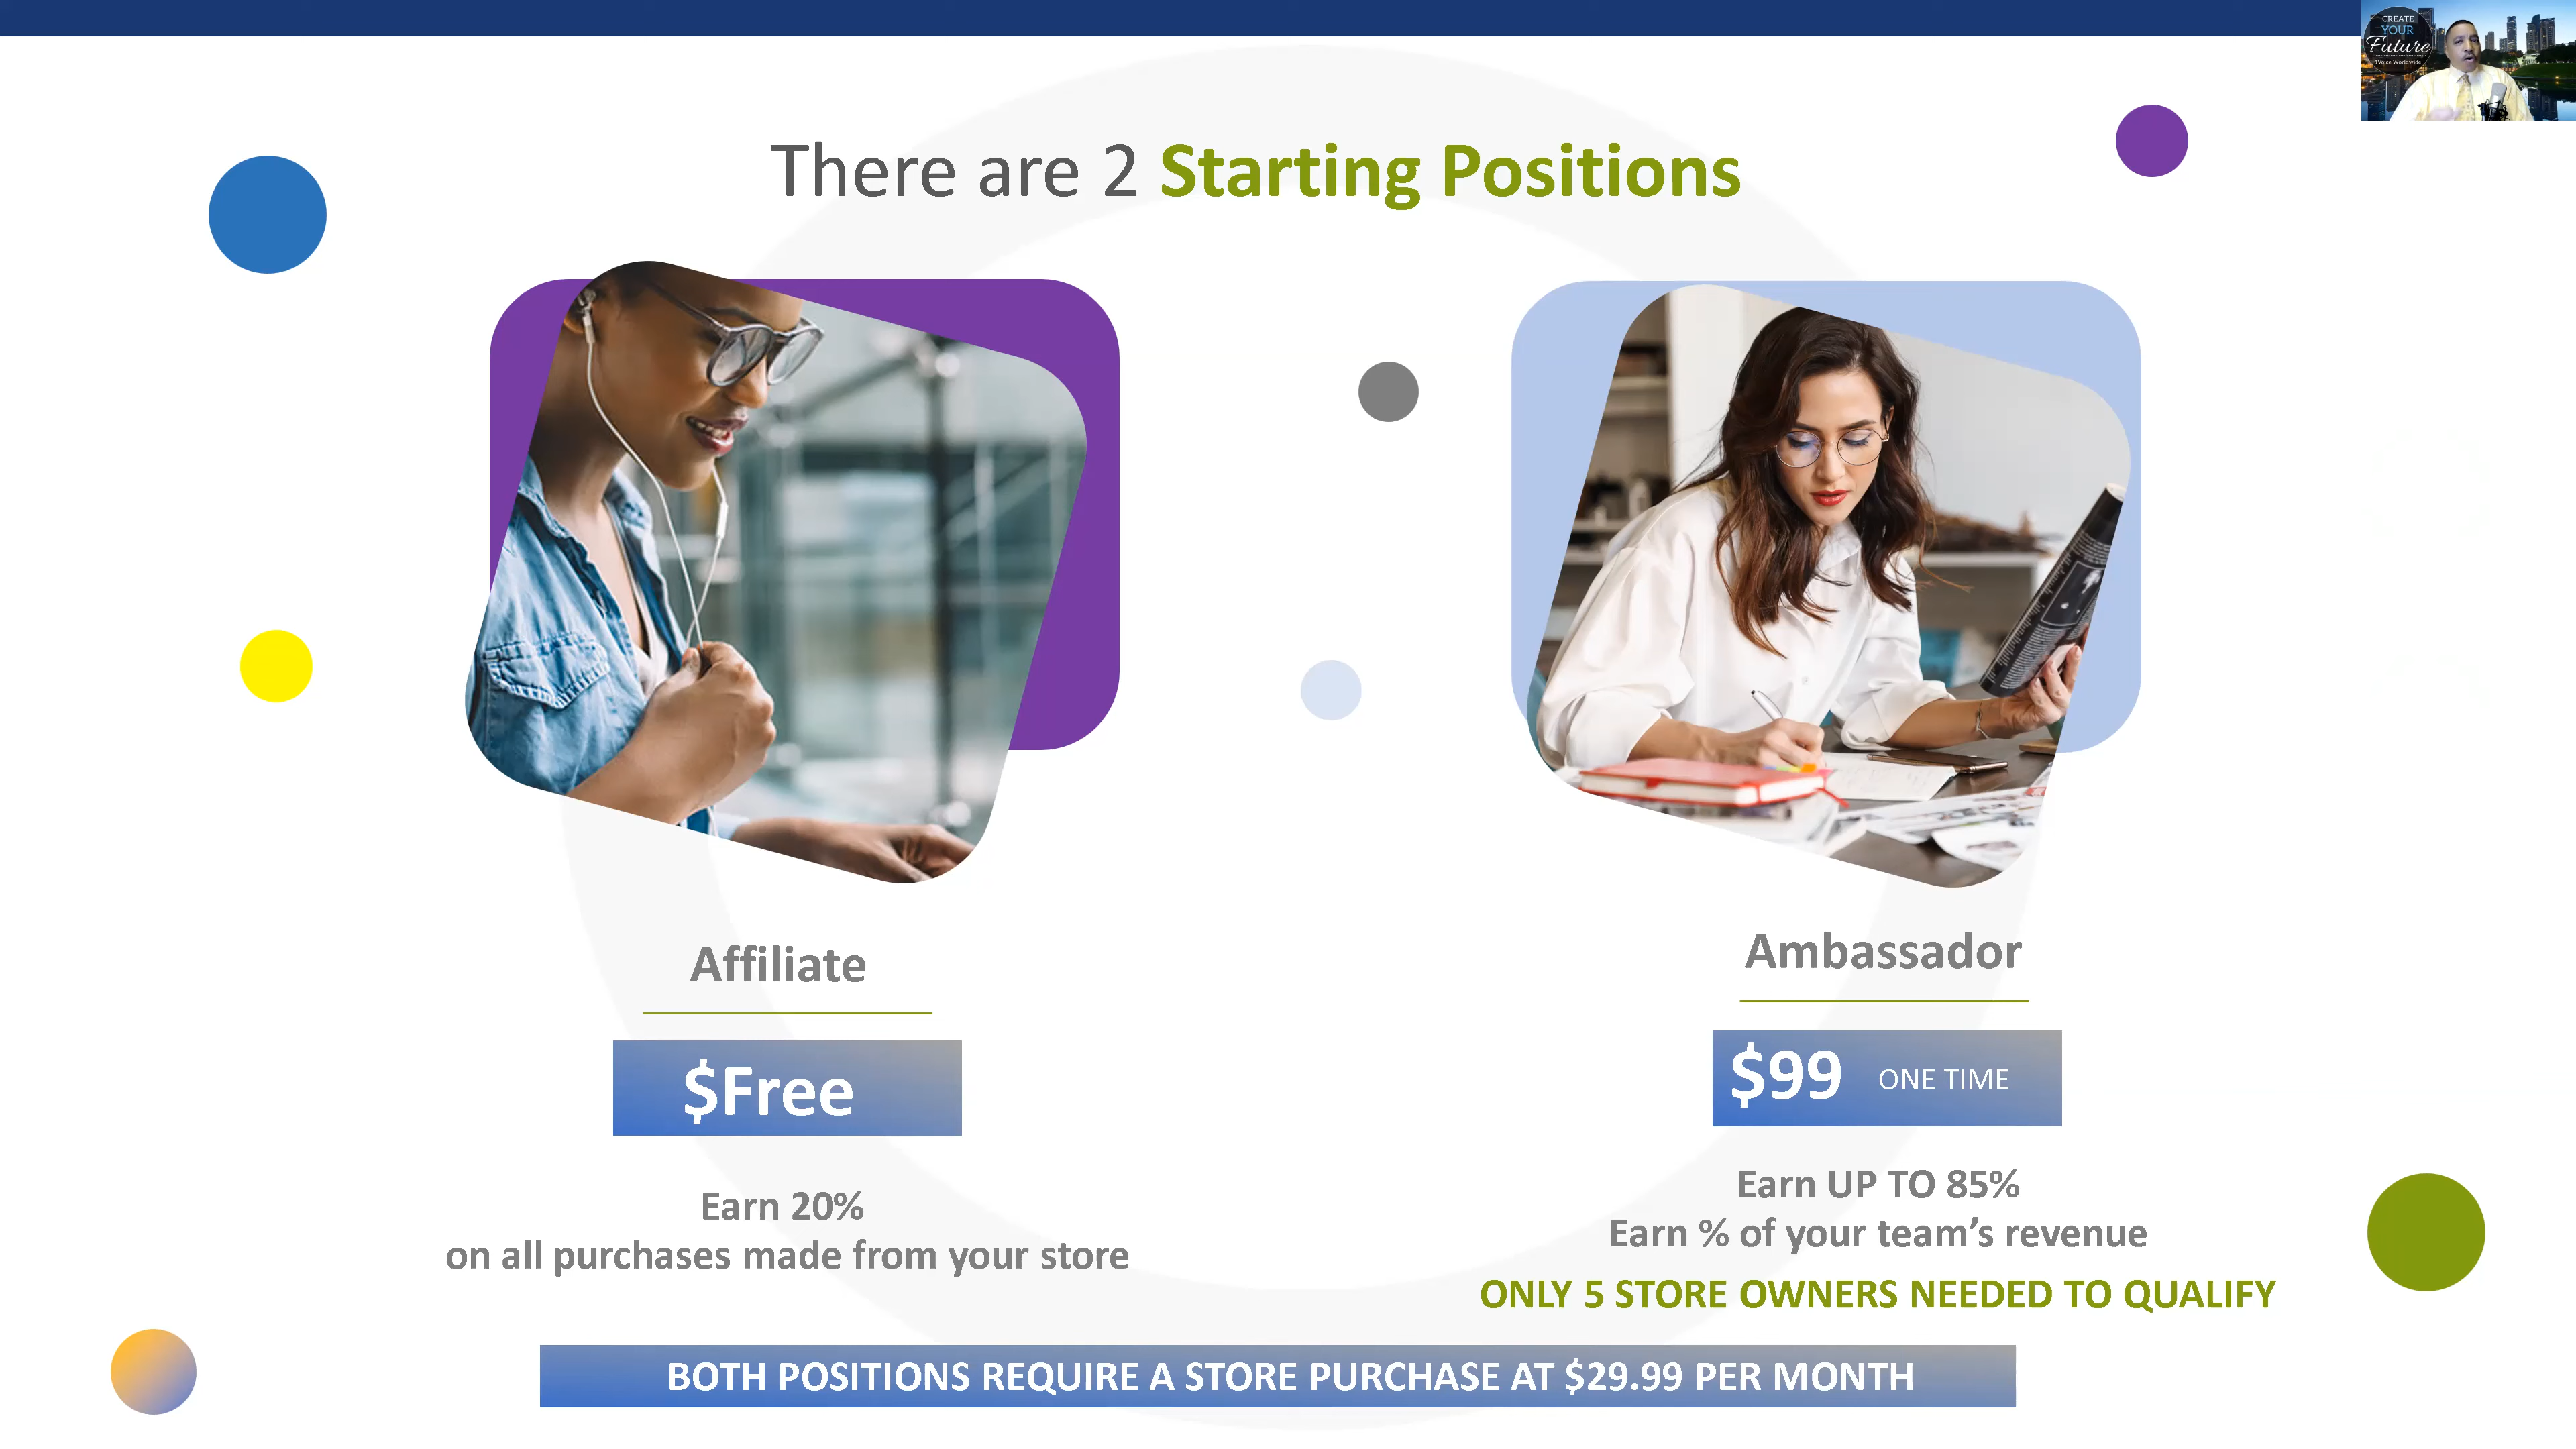 CREATE
YOUR
Future
1Voice Worldwide
There are 2 Starting Positions
Affiliate
$Free
Earn 20%
on all purchases made from your store
Ambassador
$99 ONE TIME
Earn UP TO 85%
Earn % of your team’s revenue
ONLY 5 STORE OWNERS NEEDED TO QUALIFY
BOTH POSITIONS REQUIRE A STORE PURCHASE AT $29.99 PER MONTH